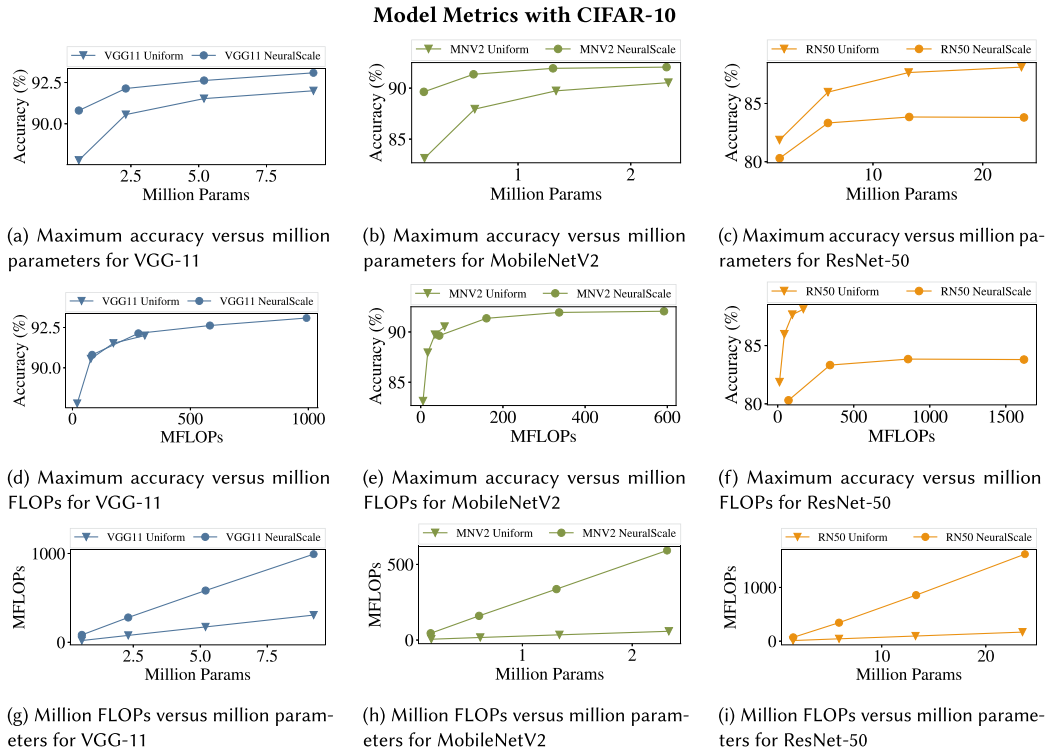 Model Metrics with CIFAR-10
VGG11 Uniform VGG11 NeuralScale
92.5
90.0
Accuracy (%)
2.5 5.0 7.5
Million Params
(a) Maximum accuracy versus million
parameters for VGG-11
MNV2 Uniform MNV2 NeuralScale
90
85
Accuracy (%)
1 2
Million Params
(b) Maximum accuracy versus million
parameters for MobileNetV2
RN50 Uniform RN50 NeuralScale
85
80
Accuracy (%)
10 20
Million Params
(c) Maximum accuracy versus million pa-
rameters for ResNet-50
VGG11 Uniform VGG11 NeuralScale
92.5
90.0
Accuracy (%)
0 500 1000
MFLOPs
(d) Maximum accuracy versus million
FLOPs for VGG-11
MNV2 Uniform MNV2 NeuralScale
90
85
Accuracy (%)
0 200 400 600
MFLOPs
(e) Maximum accuracy versus million
FLOPs for MobileNetV2
RN50 Uniform RN50 NeuralScale
85
80
Accuracy (%)
0 500 1000 1500
MFLOPs
(f) Maximum accuracy versus million
FLOPs for ResNet-50
VGG11 Uniform VGG11 NeuralScale
1000
0
MFLOPs
2.5 5.0 7.5
Million Params
(g) Million FLOPs versus million param-
eters for VGG-11
MNV2 Uniform MNV2 NeuralScale
500
0
MFLOPs
1 2
Million Params
(h) Million FLOPs versus million param-
eters for MobileNetV2
RN50 Uniform RN50 NeuralScale
1000
0
MFLOPs
10 20
Million Params
(i) Million FLOPs versus million parame-
ters for ResNet-50